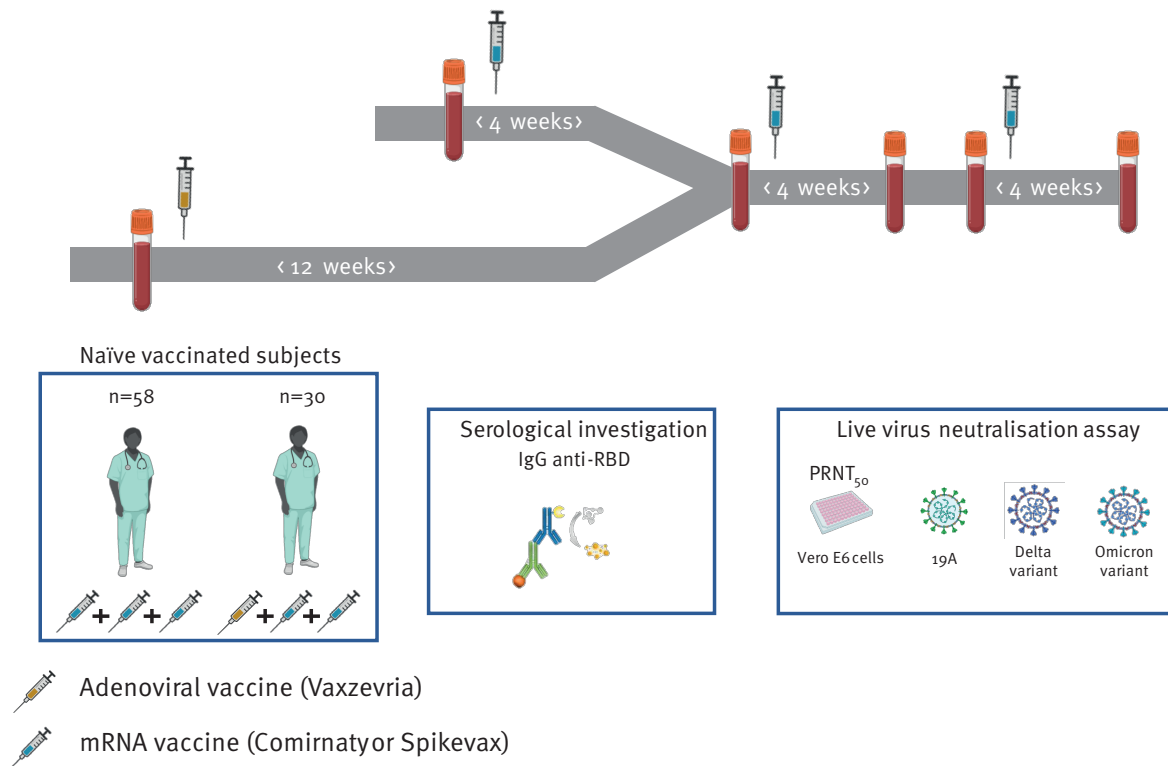 < 4 weeks>
< 4 weeks>
< 4 weeks>
< 12 weeks>
Naïve vaccinated subjects
n=58
n=30
+ +
+ +
Serological investigation
IgG anti-RBD
Live virus neutralisation assay
PRNT50
Vero E6 cells
19A
Delta
variant
Omicron
variant
Adenoviral vaccine (Vaxzevria)
mRNA vaccine (Comirnaty or Spikevax)